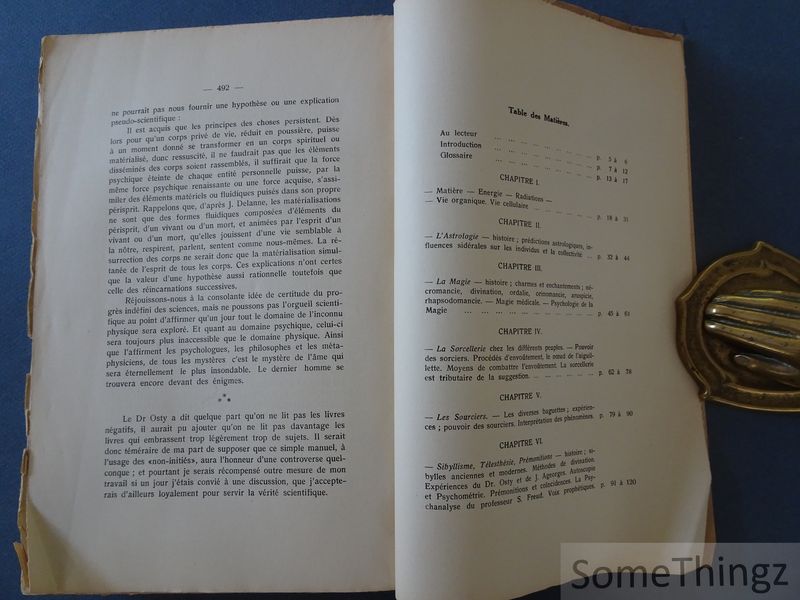 — 492 —
ne pourrait pas nous fournir une hypothèse ou une explication
pseudo-scientifique :
Il est acquis que les principes des choses persistent. Dès
lors pour qu'un corps privé de vie, réduit en poussière, puisse
à un moment donné se transformer en un corps spirituel ou
matérialisé, donc ressuscité, il ne faudrait pas que les éléments
disséminés des corps soient rassemblés, il suffirait que la force
psychique éteinte de chaque entité personnelle puisse, par la
même force psychique renaissante ou une force acquise, s'assi-
miler des éléments matériels ou fluidiques puisés dans son propre
périsprit. Rappelons que, d'après J. Delanne, les matérialisations
ne sont que des formes fluidiques composées d'éléments du
périsprit, d'un vivant ou d'un mort, et animées par l'esprit d'un
vivant ou d'un mort, qu'elles jouissent d'une vie semblable à
la nôtre, respirent, parlent, sentent comme nous-mêmes. La ré-
surrection des corps ne serait donc que la matérialisation simul-
tanée de l'esprit de tous les corps. Ces explications n'ont certes
que la valeur d'une hypothèse aussi rationnelle toutefois que
celle des réincarnations successives.
Réjouissons-nous à la consolante idée de certitude du pro-
grès indéfini des sciences, mais ne poussons pas l'orgueil scienti-
fique au point d'affirmer qu'un jour tout le domaine de l'inconnu
physique sera exploré. Et quant au domaine psychique, celui-ci
sera toujours plus inaccessible que le domaine physique. Ainsi
que l'affirment les psychologues, les philosophes et les méta-
physiciens, de tous les mystères c'est le mystère de l'âme qui
sera éternellement le plus insondable. Le dernier homme se
trouvera encore devant des énigmes.
***
Le Dr Osty a dit quelque part qu'on ne lit pas les livres
négatifs, il aurait pu ajouter qu'on ne lit pas davantage les
livres qui embrassent trop légèrement trop de sujets. Il serait
donc téméraire de ma part de supposer que ce simple manuel, à
l'usage des «non-initiés», aura l'honneur d'une controverse quel-
conque ; et pourtant je serais récompensé outre mesure de mon
travail si un jour j'étais convié à une discussion, que j'accepte-
rais d'ailleurs loyalement pour servir la vérité scientifique.
Table des Matières.
Au lecteur ... ... ... ... ... ... p. 5 à 6
Introduction ... ... ... ... ... ... p. 7 à 12
Glossaire ... ... ... ... ... ... p. 13 à 17
CHAPITRE I.
— Matière — Energie — Radiations —
— Vie organique. Vie cellulaire ... ... ... ... p. 18 à 31
CHAPITRE II.
— L'Astrologie — histoire ; prédictions astrologiques, in-
fluences sidérales sur les individus et la collectivité ... p. 32 à 44
CHAPITRE III.
— La Magie — histoire ; charmes et enchantements ; né-
cromancie, divination, ordalie, orinomancie, aruspicie,
rhapsodomancie. — Magie médicale. — Psychologie de la
Magie ... ... ... ... ... ... ... p. 45 à 61
CHAPITRE IV.
— La Sorcellerie chez les différents peuples. — Pouvoir
des sorciers. Procédés d'envoûtement, le nœud de l'aiguil-
lette. Moyens de combattre l'envoûtement. La sorcellerie
est tributaire de la suggestion. ... ... ... ... p. 62 à 78
CHAPITRE V.
— Les Sourciers. — Les diverses baguettes ; expérien-
ces ; pouvoir des sourciers. Interprétation des phénomènes p. 79 à 90
CHAPITRE VI.
— Sibyllisme, Télesthésie, Prémonitions — histoire ; si-
bylles anciennes et modernes. Méthodes de divination.
Expériences du Dr. Osty et de J. Ageorges. Autoscopie
et Psychométrie. Prémonitions et coïncidences. La Psy-
chanalyse du professeur S. Freud. Voix prophétiques. p. 91 à 120
SomeThingz